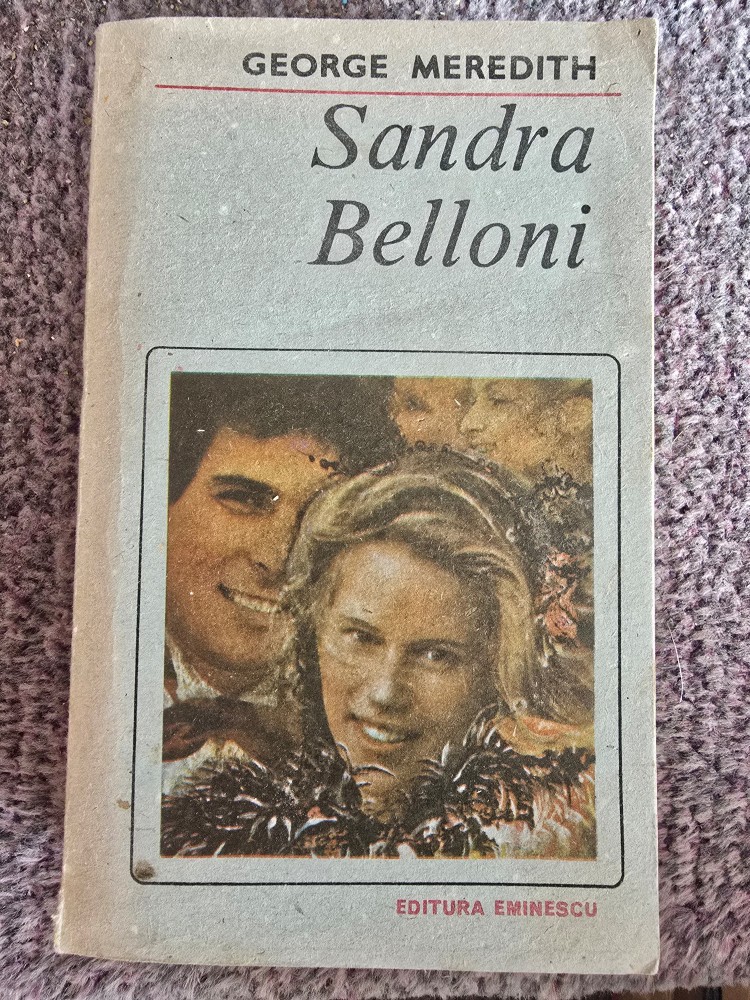 GEORGE MEREDITH
Sandra
Belloni
EDITURA EMINESCU